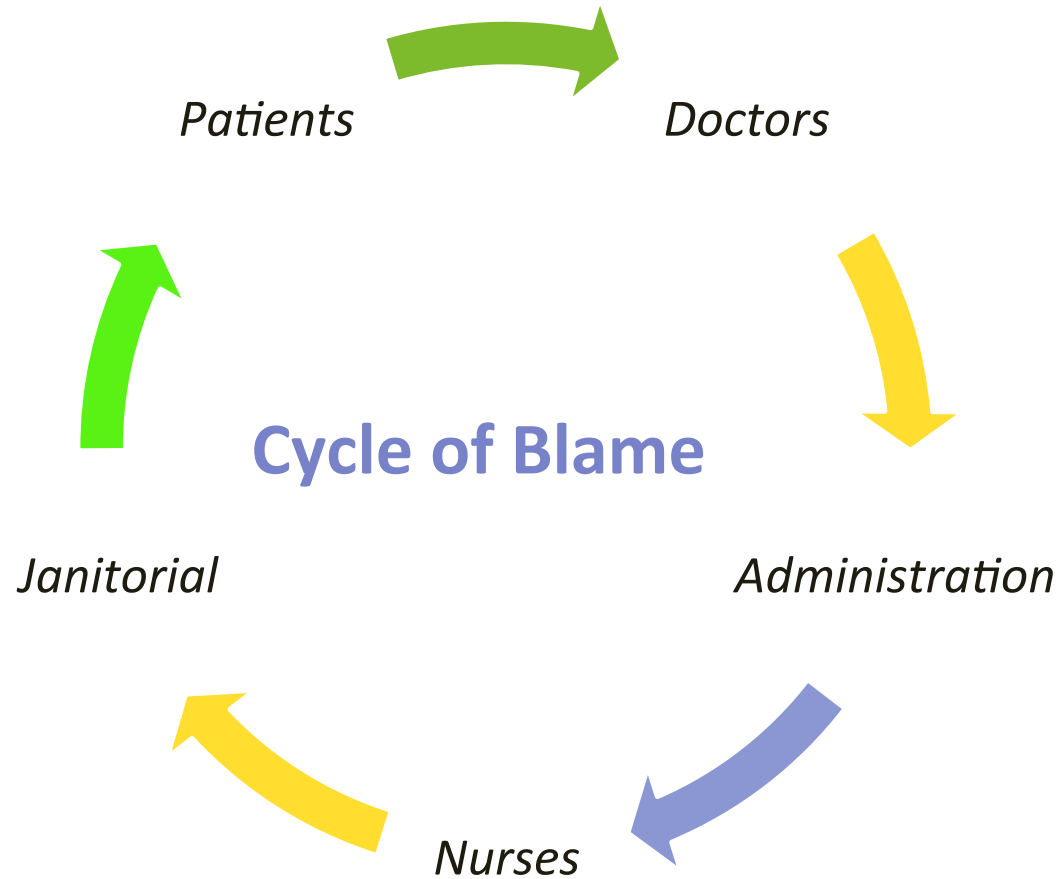 Patients
Doctors
Cycle of Blame
Janitorial
Administration
Nurses